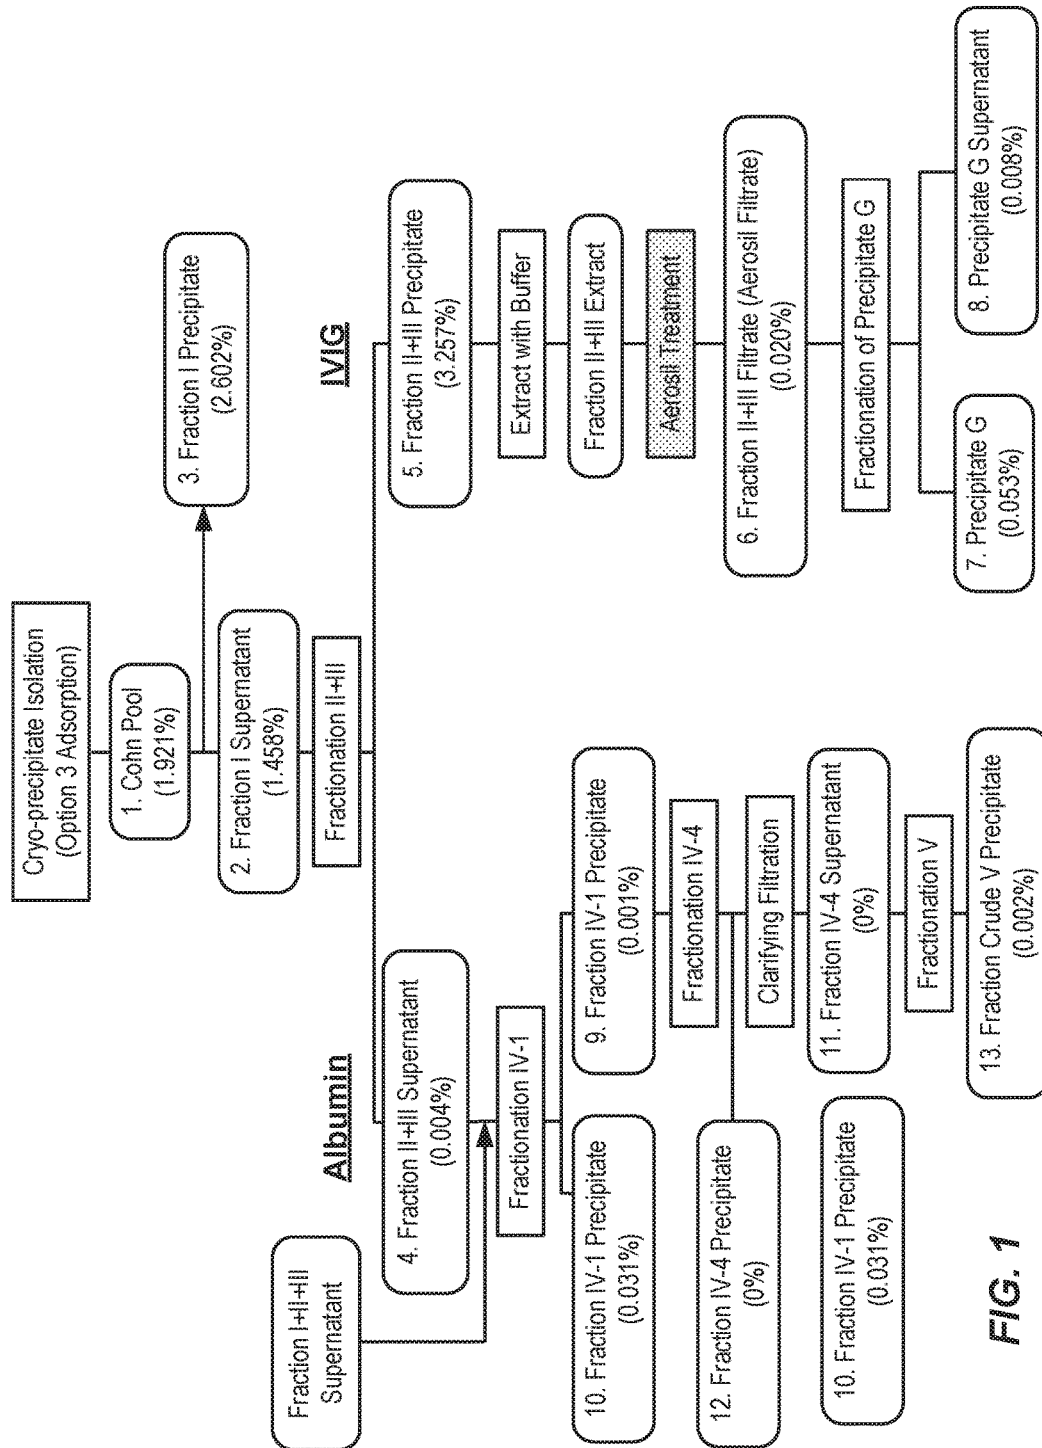 Cryo-precipitate Isolation
(Option 3 Adsorption)
1. Cohn Pool
(1.921%)
3. Fraction I Precipitate
(2.602%)
2. Fraction I Supernatant
(1.458%)
Fractionation II+III
Albumin
IVIG
Fraction I+II+III
Supernatant
4. Fraction II+III Supernatant
(0.004%)
Fractionation IV-1
10. Fraction IV-1 Precipitate
(0.031%)
9. Fraction IV-1 Precipitate
(0.001%)
Fractionation IV-4
12. Fraction IV-4 Precipitate
(0%)
Clarifying Filtration
10. Fraction IV-1 Precipitate
(0.031%)
11. Fraction IV-4 Supernatant
(0%)
Fractionation V
13. Fraction Crude V Precipitate
(0.002%)
5. Fraction II+III Precipitate
(3.257%)
Extract with Buffer
Fraction II+III Extract
Aerosil Treatment
6. Fraction II+III Filtrate (Aerosil Filtrate)
(0.020%)
Fractionation of Precipitate G
7. Precipitate G
(0.053%)
8. Precipitate G Supernatant
(0.008%)
FIG. 1